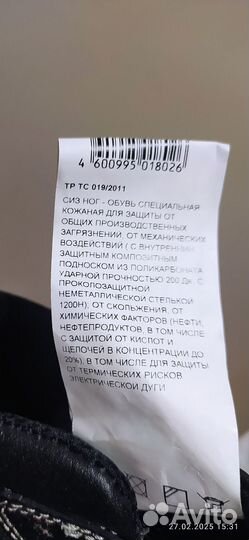 4 600995 018026
ТР ТС 019/2011
СИЗ НОГ - ОБУВЬ СПЕЦИАЛЬНАЯ
КОЖАНАЯ ДЛЯ ЗАЩИТЫ ОТ
ОБЩИХ ПРОИЗВОДСТВЕННЫХ
ЗАГРЯЗНЕНИЙ, ОТ МЕХАНИЧЕСКИХ
ВОЗДЕЙСТВИЙ ( С ВНУТРЕННИМ
ЗАЩИТНЫМ КОМПОЗИТНЫМ
ПОДНОСКОМ ИЗ ПОЛИКАРБОНАТА
УДАРНОЙ ПРОЧНОСТЬЮ 200 Дж, С
ПРОКОЛОЗАЩИТНОЙ
НЕМЕТАЛЛИЧЕСКОЙ СТЕЛЬКОЙ
1200Н), ОТ СКОЛЬЖЕНИЯ, ОТ
ХИМИЧЕСКИХ ФАКТОРОВ (НЕФТИ,
НЕФТЕПРОДУКТОВ, В ТОМ ЧИСЛЕ
С ЗАЩИТОЙ ОТ КИСЛОТ И
ЩЕЛОЧЕЙ В КОНЦЕНТРАЦИИ ДО
20%), В ТОМ ЧИСЛЕ ДЛЯ ЗАЩИТЫ
ОТ ТЕРМИЧЕСКИХ РИСКОВ
ЭЛЕКТРИЧЕСКОЙ ДУГИ
Avito
27.02.2025 15:31